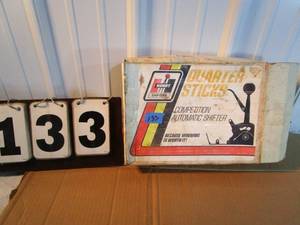 133
QUARTER
STICKS
COMPETITION
AUTOMATIC SHIFTER
BECAUSE WINNING
IS WORTH IT!